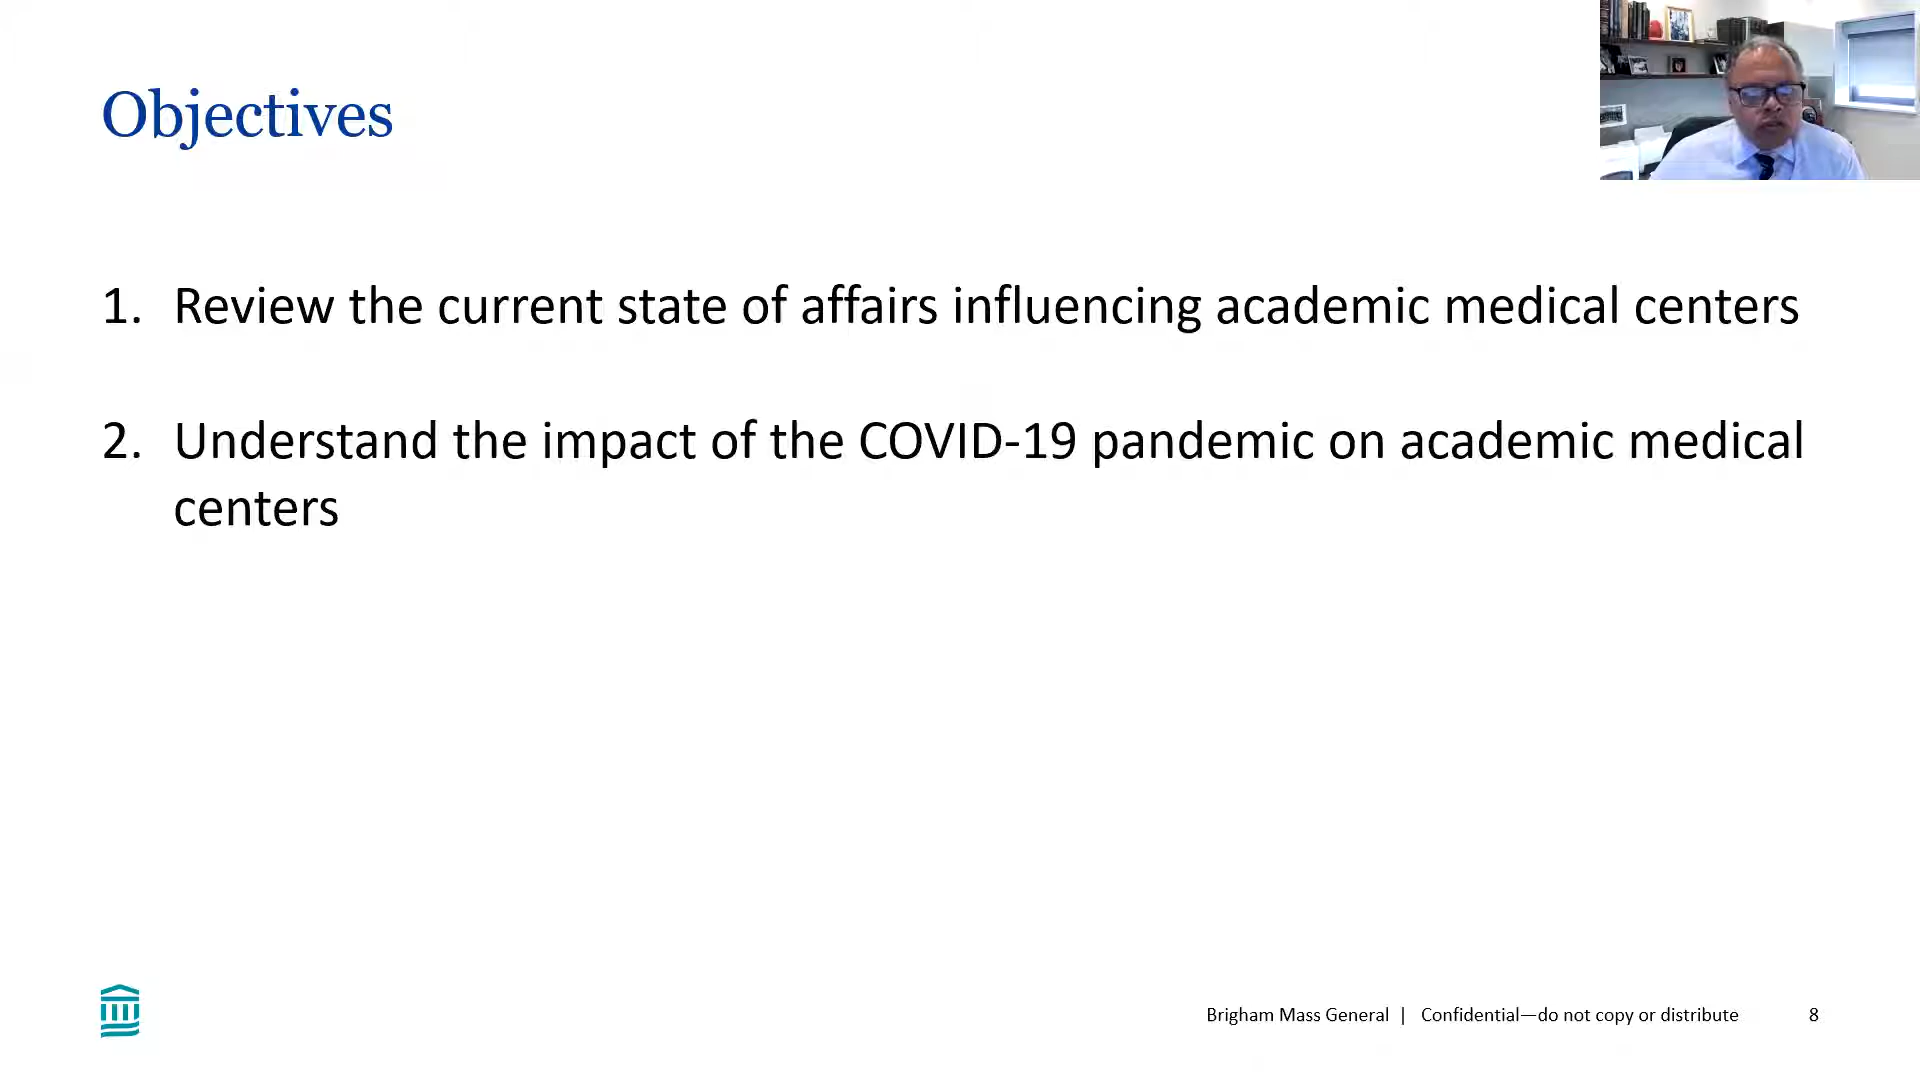 Objectives
1. Review the current state of affairs influencing academic medical centers
2. Understand the impact of the COVID-19 pandemic on academic medical
centers
Brigham Mass General | Confidential—do not copy or distribute 8